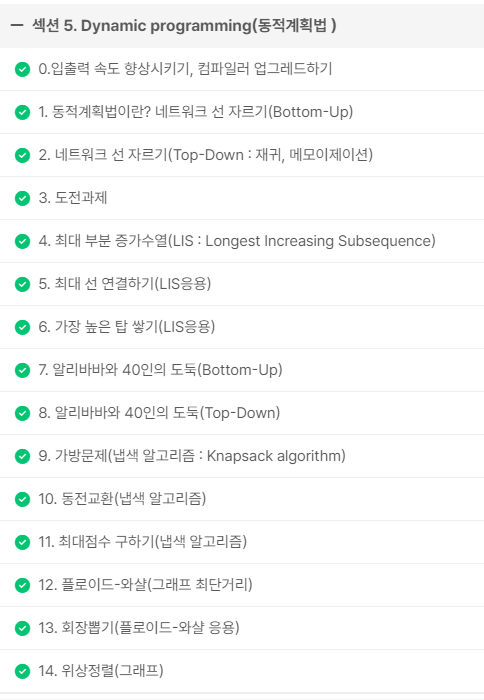 섹션 5. Dynamic programming(동적계획법 )
0.입출력 속도 향상시키기, 컴파일러 업그레드하기
1. 동적계획법이란? 네트워크 선 자르기(Bottom-Up)
2. 네트워크 선 자르기(Top-Down : 재귀, 메모이제이션)
3. 도전과제
4. 최대 부분 증가수열(LIS : Longest Increasing Subsequence)
5. 최대 선 연결하기(LIS응용)
6. 가장 높은 탑 쌓기(LIS응용)
7. 알리바바와 40인의 도둑(Bottom-Up)
8. 알리바바와 40인의 도둑(Top-Down)
9. 가방문제(냅색 알고리즘 : Knapsack algorithm)
10. 동전교환(냅색 알고리즘)
11. 최대점수 구하기(냅색 알고리즘)
12. 플로이드-와샬(그래프 최단거리)
13. 회장뽑기(플로이드-와샬 응용)
14. 위상정렬(그래프)